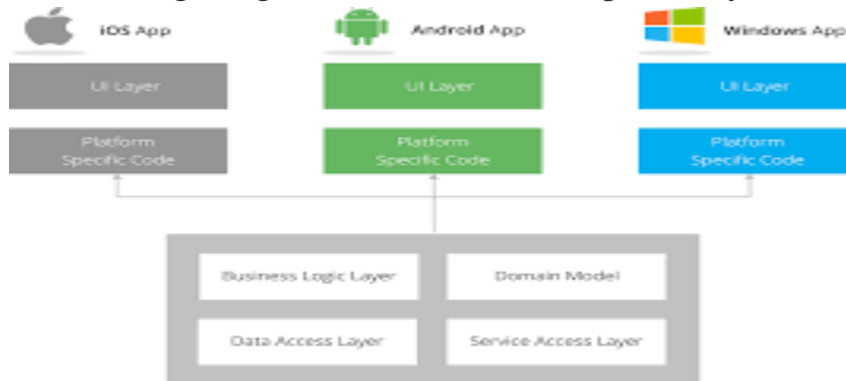 iOS App
Android App
Windows App
UI Layer
UI Layer
UI Layer
Platform
Specific Code
Platform
Specific Code
Platform
Specific Code
Business Logic Layer
Domain Model
Data Access Layer
Service Access Layer